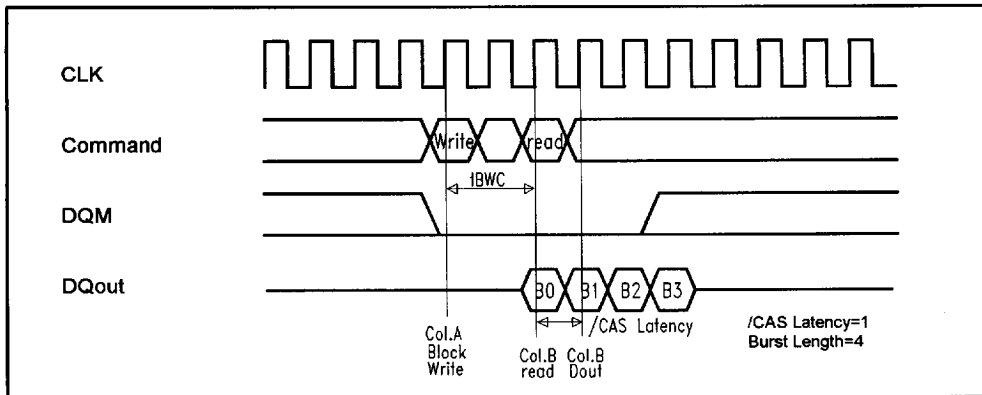 CLK
Command
Write
read
tBWC
DQM
DQout
B0
B1
B2
B3
/CAS Latency
/CAS Latency=1
Burst Length=4
Col.A
Block
Write
Col.B
read
Col.B
Dout